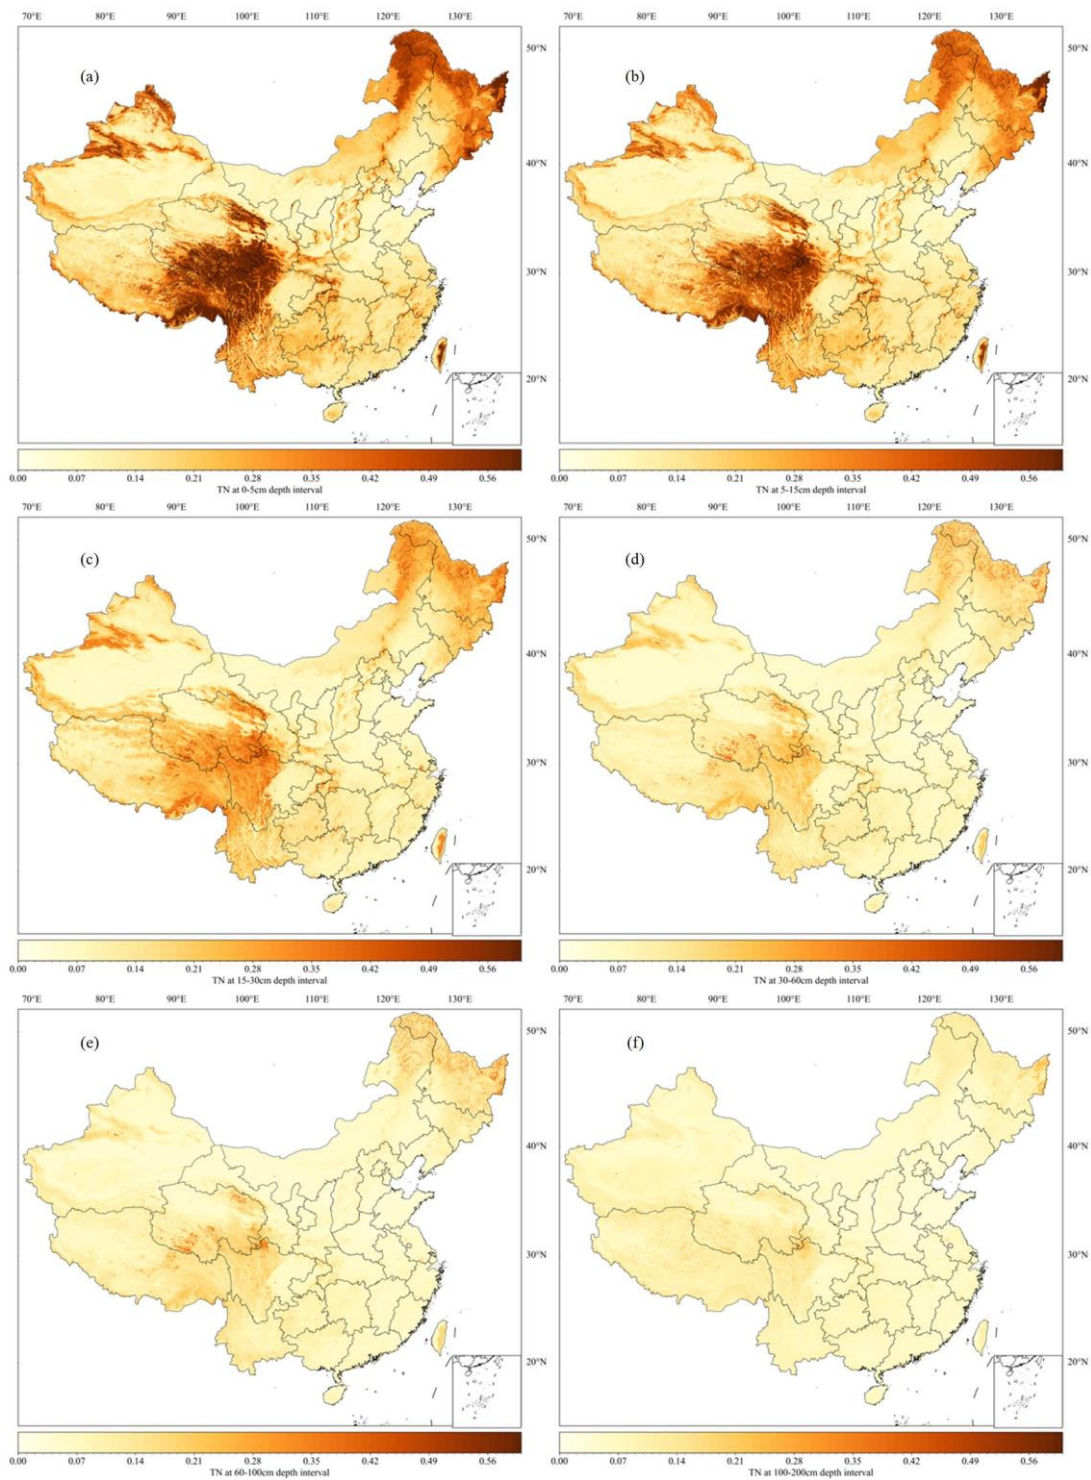 70°E 80°E 90°E 100°E 110°E 120°E 130°E 70°E 80°E 90°E 100°E 110°E 120°E 130°E
50°N 50°N
(a) (b)
40°N 40°N
30°N 30°N
20°N 20°N
0.00 0.07 0.14 0.21 0.28 0.35 0.42 0.49 0.56 0.00 0.07 0.14 0.21 0.28 0.35 0.42 0.49 0.56
TN at 0-5cm depth interval TN at 5-15cm depth interval
70°E 80°E 90°E 100°E 110°E 120°E 130°E 70°E 80°E 90°E 100°E 110°E 120°E 130°E
50°N 50°N
(c) (d)
40°N 40°N
30°N 30°N
20°N 20°N
0.00 0.07 0.14 0.21 0.28 0.35 0.42 0.49 0.56 0.00 0.07 0.14 0.21 0.28 0.35 0.42 0.49 0.56
TN at 15-30cm depth interval TN at 30-60cm depth interval
70°E 80°E 90°E 100°E 110°E 120°E 130°E 70°E 80°E 90°E 100°E 110°E 120°E 130°E
50°N 50°N
(e) (f)
40°N 40°N
30°N 30°N
20°N 20°N
0.00 0.07 0.14 0.21 0.28 0.35 0.42 0.49 0.56 0.00 0.07 0.14 0.21 0.28 0.35 0.42 0.49 0.56
TN at 60-100cm depth interval TN at 100-200cm depth interval